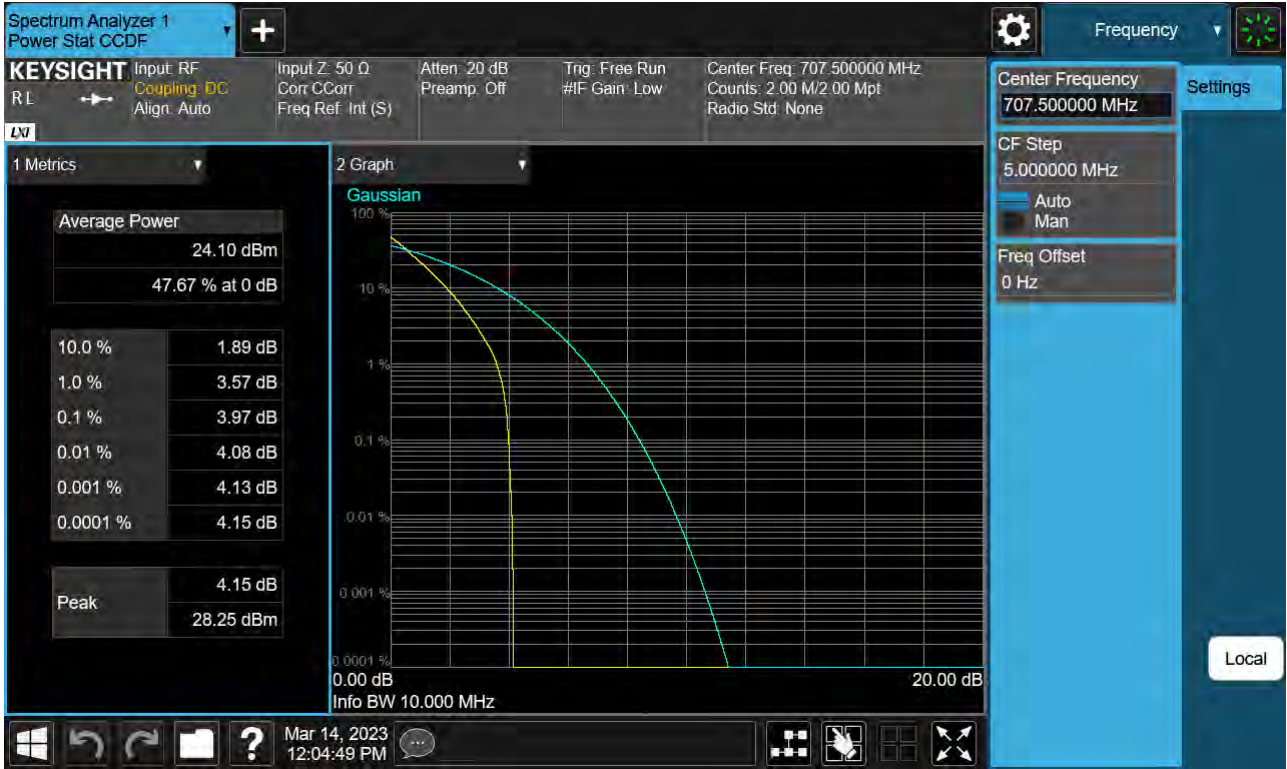 Spectrum Analyzer 1
Power Stat CCDF
Frequency
KEYSIGHT
R L
LXI
Input: RF
Coupling: DC
Align: Auto
Input Z: 50 Ω
Corr CCorr
Freq Ref: Int (S)
Atten: 20 dB
Preamp: Off
Trig: Free Run
#IF Gain: Low
Center Freq: 707.500000 MHz
Counts: 2.00 M/2.00 Mpt
Radio Std: None
Center Frequency
707.500000 MHz
Settings
CF Step
5.000000 MHz
Auto
Man
Freq Offset
0 Hz
Local
1 Metrics
Average Power
24.10 dBm
47.67 % at 0 dB
10.0 % 1.89 dB
1.0 % 3.57 dB
0.1 % 3.97 dB
0.01 % 4.08 dB
0.001 % 4.13 dB
0.0001 % 4.15 dB
Peak 4.15 dB
28.25 dBm
2 Graph
Gaussian
100 %
10 %
1 %
0.1 %
0.01 %
0.001 %
0.0001 %
0.00 dB 20.00 dB
Info BW 10.000 MHz
?
Mar 14, 2023
12:04:49 PM